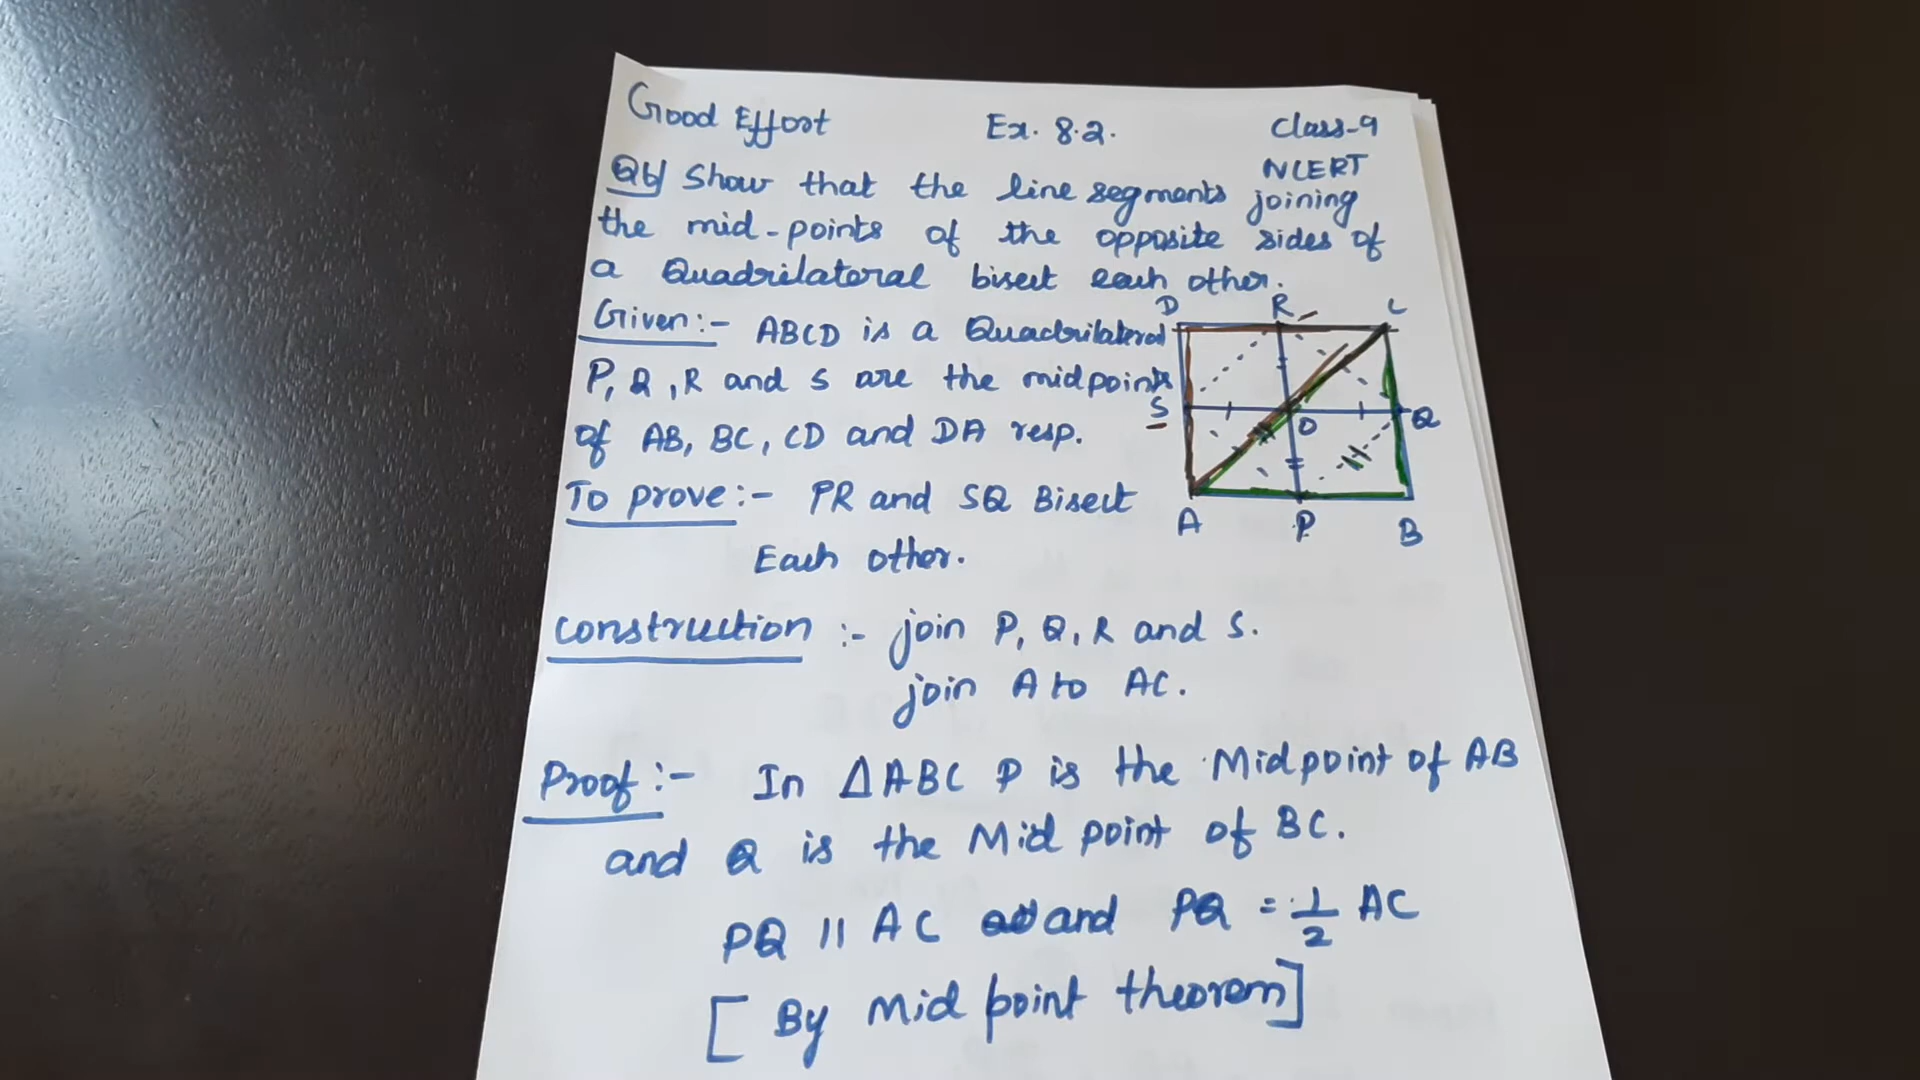 Good Effort Ex. 8.2. Class-9
NCERT
Q6) Show that the line segments joining
the mid-points of the opposite sides of
a Quadrilateral bisect each other.
Given:- ABCD is a Quadrilateral
P, Q, R and S are the midpoints
of AB, BC, CD and DA resp.
To prove:- PR and SQ Bisect
Each other.
D R C
S O Q
A P B
Construction :- join P, Q, R and S.
join A to AC.
Proof:- In ΔABC P is the Midpoint of AB
and Q is the Mid point of BC.
PQ || AC and PQ = 1/2 AC
[By Mid point theorem]